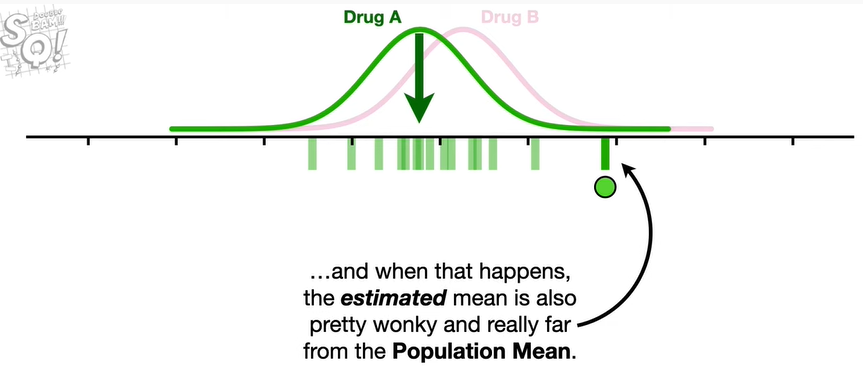 Drug A
Drug B
SQ!
…and when that happens,
the estimated mean is also
pretty wonky and really far
from the Population Mean.